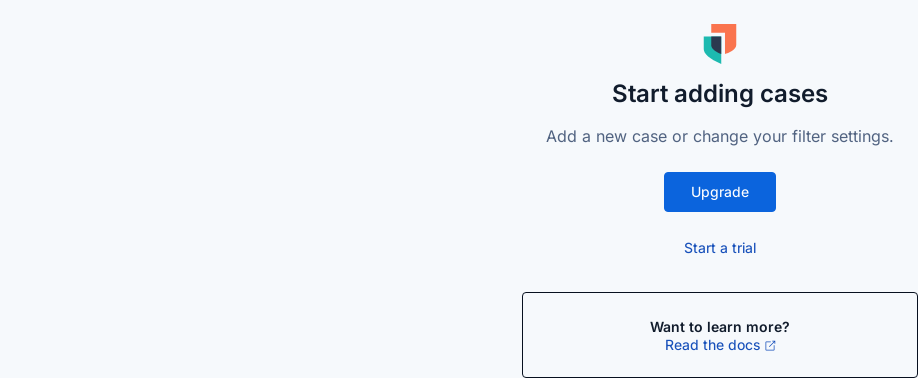 Start adding cases
Add a new case or change your filter settings.
Upgrade
Start a trial
Want to learn more?
Read the docs